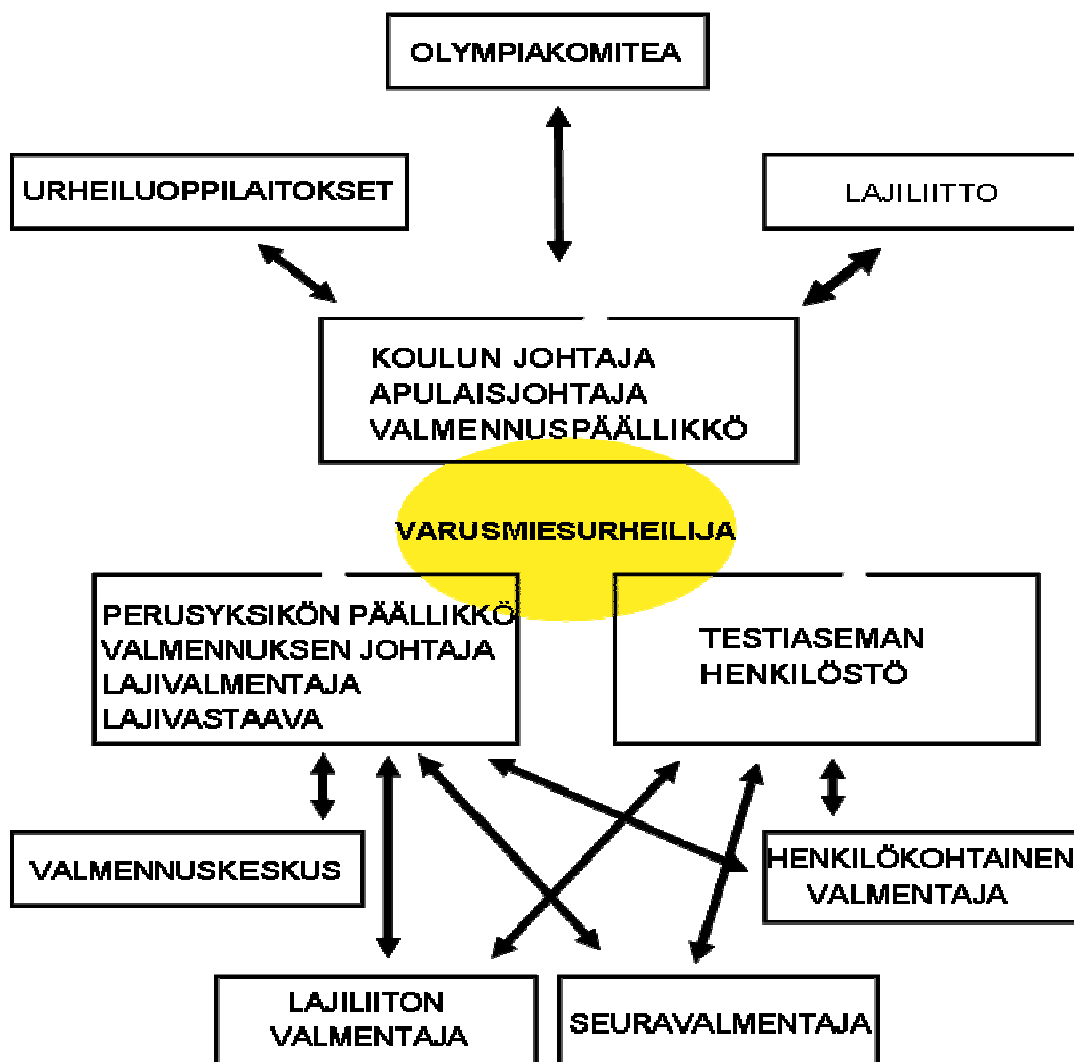 OLYMPIAKOMITEA
URHEILUOPPILAITOKSET
LAJILIITTO
KOULUN JOHTAJA
APULAISJOHTAJA
VALMENNUSPÄÄLLIKKÖ
VARUSMIESURHEILIJA
PERUSYKSIKÖN PÄÄLLIKKÖ
VALMENNUKSEN JOHTAJA
LAJIVALMENTAJA
LAJIVASTAAVA
TESTIASEMAN
HENKILÖSTÖ
VALMENNUSKESKUS
HENKILÖKOHTAINEN
VALMENTAJA
LAJILIITON
VALMENTAJA
SEURAVALMENTAJA